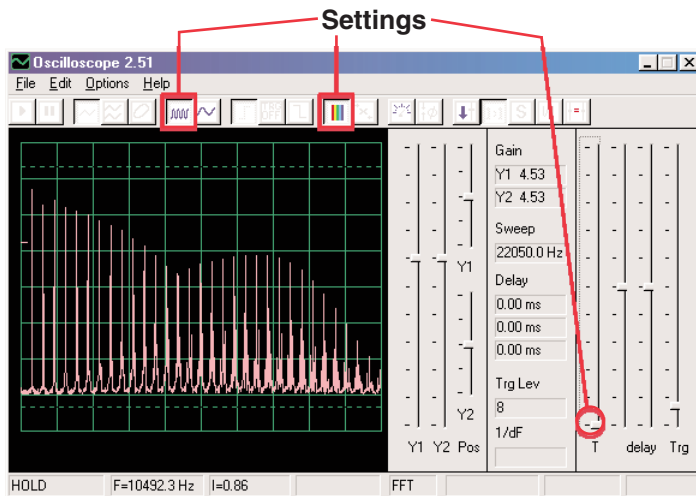 Settings
Oscilloscope 2.51
File Edit Options Help
Gain
Y1 4.53
Y2 4.53
Sweep
22050.0 Hz
Y1
Delay
0.00 ms
0.00 ms
0.00 ms
Trg Lev
8
Y2
1/dF
Y1 Y2 Pos
T delay Trg
HOLD F=10492.3 Hz I=0.86 FFT